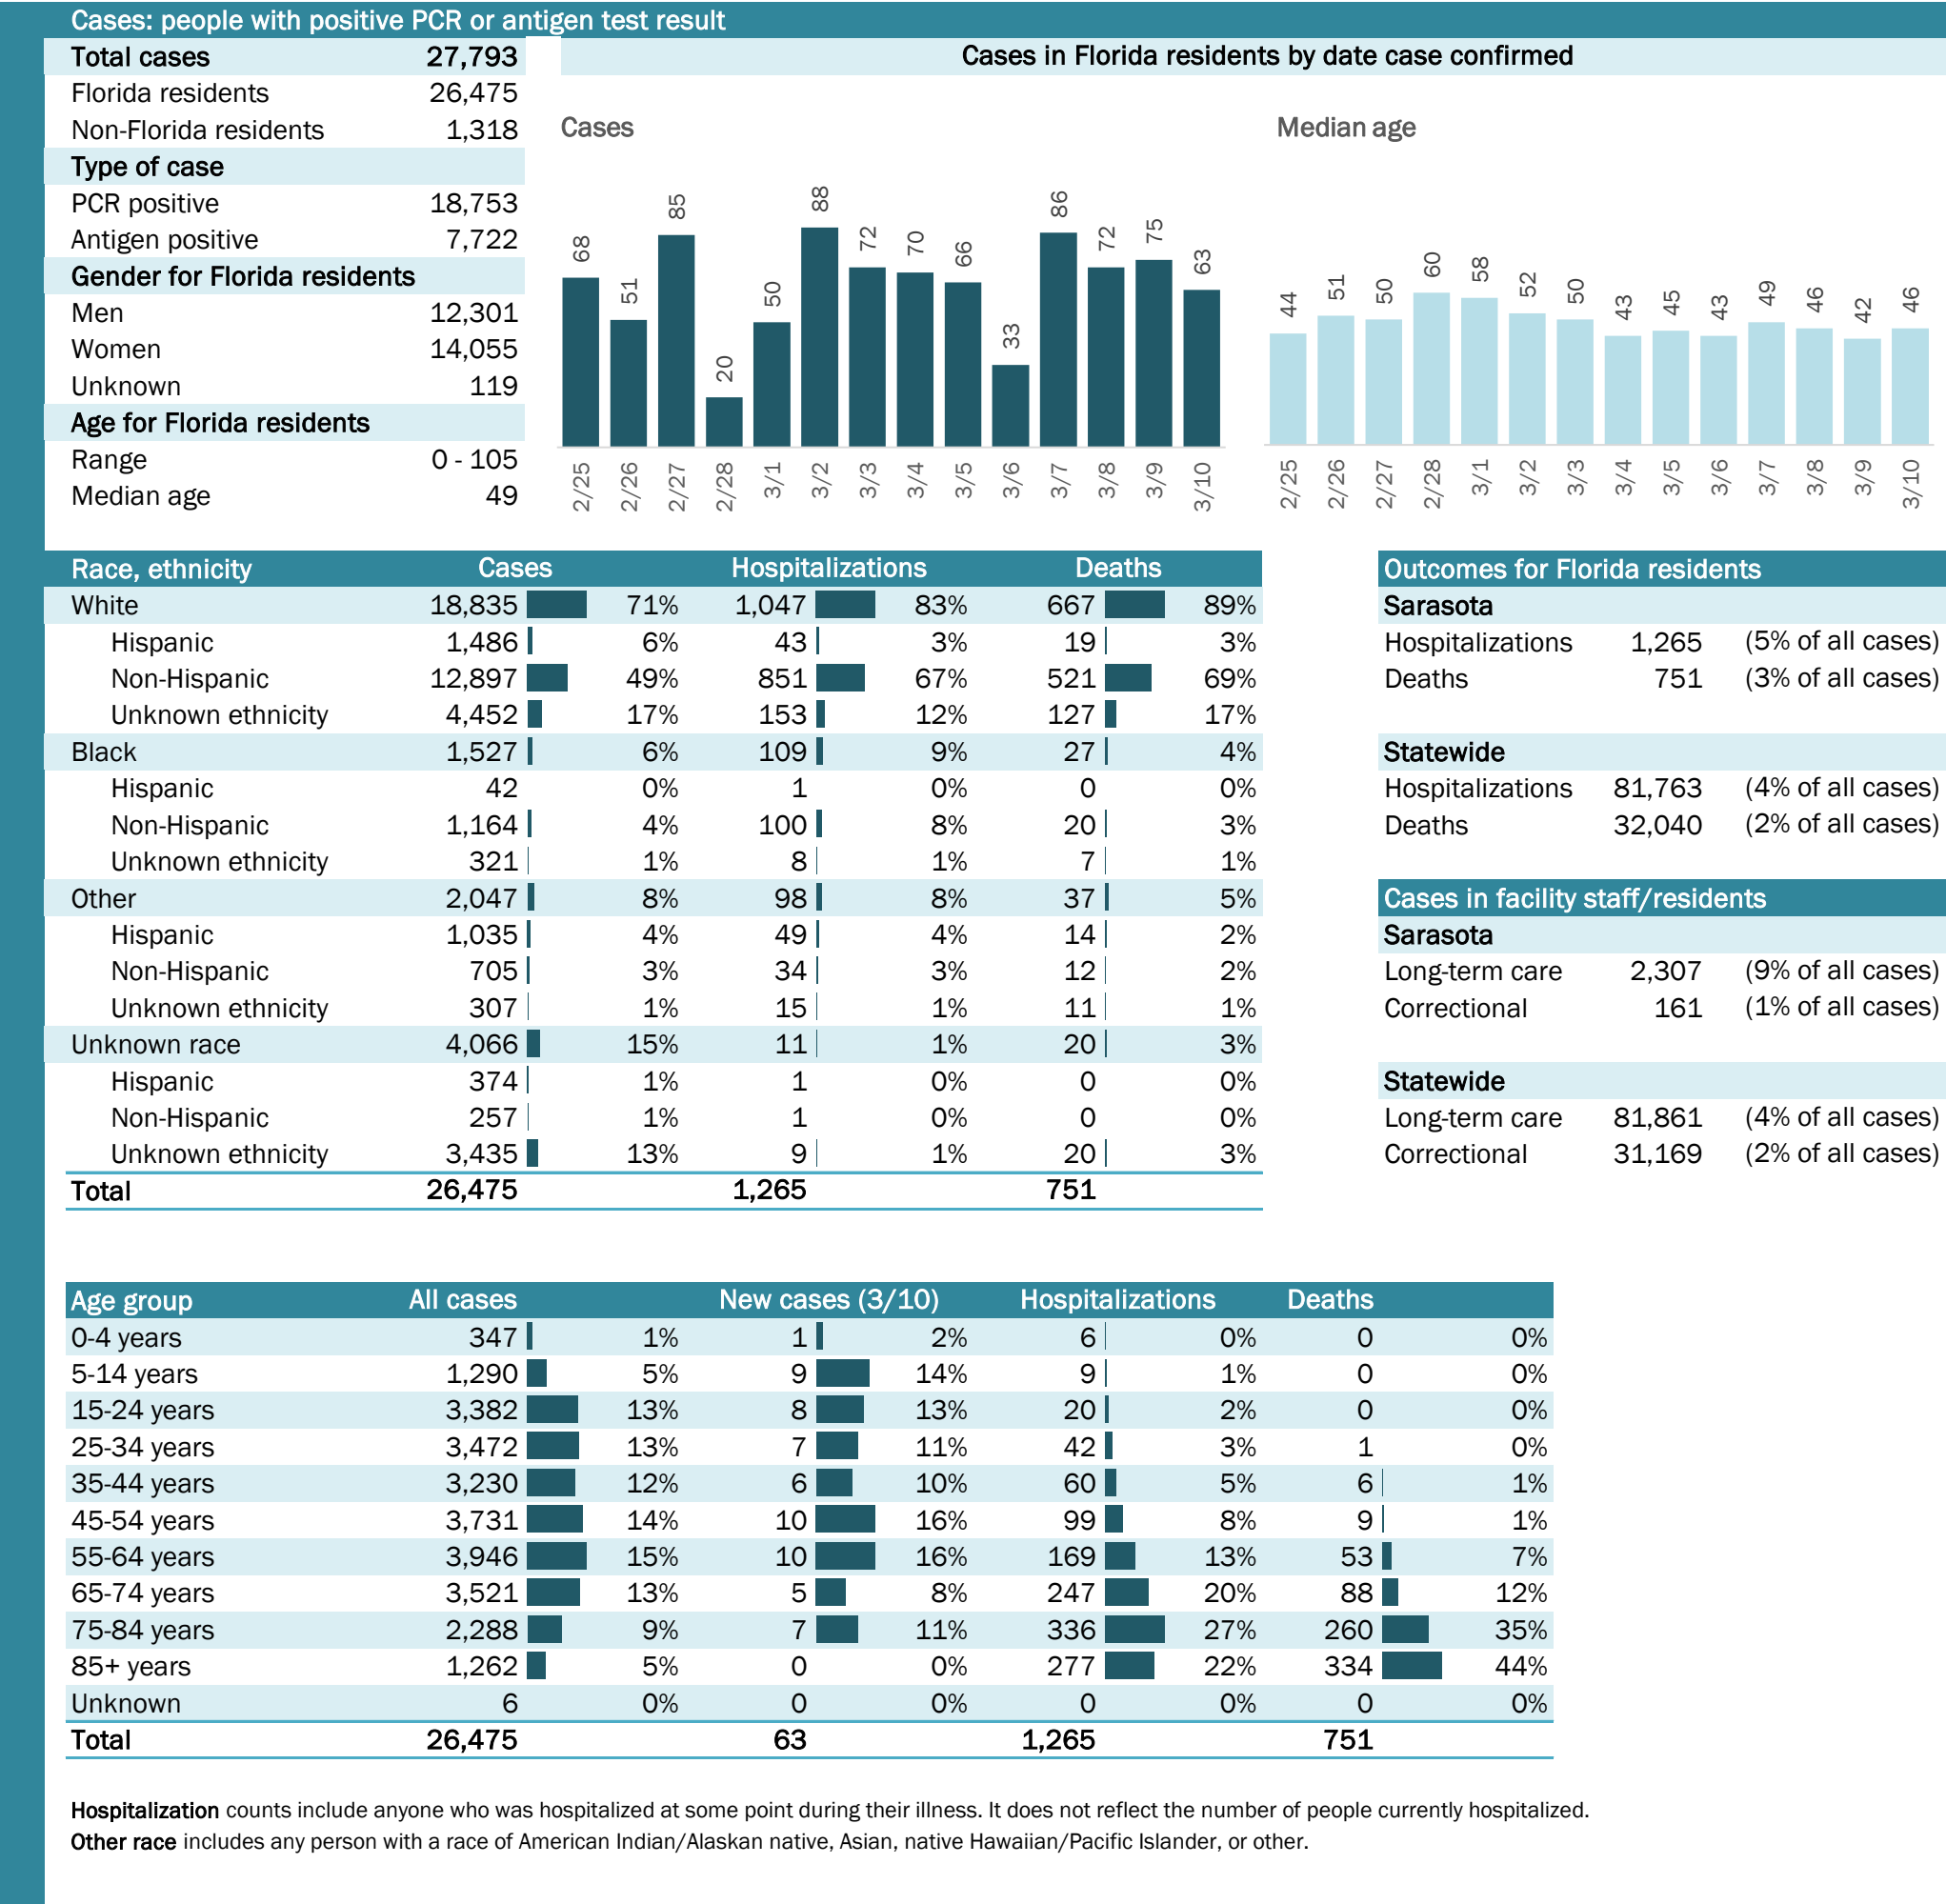 Cases: people with positive PCR or antigen test result
Total cases 27,793
Florida residents 26,475
Non-Florida residents 1,318
Type of case
PCR positive 18,753
Antigen positive 7,722
Gender for Florida residents
Men 12,301
Women 14,055
Unknown 119
Age for Florida residents
Range 0 - 105
Median age 49
Cases in Florida residents by date case confirmed
Cases
68 51 85 20 50 88 72 70 66 33 86 72 75 63
2/25 2/26 2/27 2/28 3/1 3/2 3/3 3/4 3/5 3/6 3/7 3/8 3/9 3/10
Median age
44 51 50 60 58 52 50 43 45 43 49 46 42 46
2/25 2/26 2/27 2/28 3/1 3/2 3/3 3/4 3/5 3/6 3/7 3/8 3/9 3/10
Race, ethnicity Cases Hospitalizations Deaths
White 18,835 71% 1,047 83% 667 89%
Hispanic 1,486 6% 43 3% 19 3%
Non-Hispanic 12,897 49% 851 67% 521 69%
Unknown ethnicity 4,452 17% 153 12% 127 17%
Black 1,527 6% 109 9% 27 4%
Hispanic 42 0% 1 0% 0 0%
Non-Hispanic 1,164 4% 100 8% 20 3%
Unknown ethnicity 321 1% 8 1% 7 1%
Other 2,047 8% 98 8% 37 5%
Hispanic 1,035 4% 49 4% 14 2%
Non-Hispanic 705 3% 34 3% 12 2%
Unknown ethnicity 307 1% 15 1% 11 1%
Unknown race 4,066 15% 11 1% 20 3%
Hispanic 374 1% 1 0% 0 0%
Non-Hispanic 257 1% 1 0% 0 0%
Unknown ethnicity 3,435 13% 9 1% 20 3%
Total 26,475 1,265 751
Outcomes for Florida residents
Sarasota
Hospitalizations 1,265 (5% of all cases)
Deaths 751 (3% of all cases)
Statewide
Hospitalizations 81,763 (4% of all cases)
Deaths 32,040 (2% of all cases)
Cases in facility staff/residents
Sarasota
Long-term care 2,307 (9% of all cases)
Correctional 161 (1% of all cases)
Statewide
Long-term care 81,861 (4% of all cases)
Correctional 31,169 (2% of all cases)
Age group All cases New cases (3/10) Hospitalizations Deaths
0-4 years 347 1% 1 2% 6 0% 0 0%
5-14 years 1,290 5% 9 14% 9 1% 0 0%
15-24 years 3,382 13% 8 13% 20 2% 0 0%
25-34 years 3,472 13% 7 11% 42 3% 1 0%
35-44 years 3,230 12% 6 10% 60 5% 6 1%
45-54 years 3,731 14% 10 16% 99 8% 9 1%
55-64 years 3,946 15% 10 16% 169 13% 53 7%
65-74 years 3,521 13% 5 8% 247 20% 88 12%
75-84 years 2,288 9% 7 11% 336 27% 260 35%
85+ years 1,262 5% 0 0% 277 22% 334 44%
Unknown 6 0% 0 0% 0 0% 0 0%
Total 26,475 63 1,265 751
Hospitalization counts include anyone who was hospitalized at some point during their illness. It does not reflect the number of people currently hospitalized.
Other race includes any person with a race of American Indian/Alaskan native, Asian, native Hawaiian/Pacific Islander, or other.